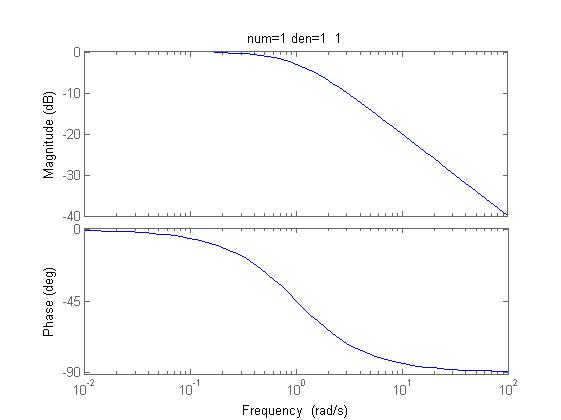 num=1 den=1 1
0
-10
-20
-30
-40
Magnitude (dB)
0
-45
-90
Phase (deg)
10^-2 10^-1 10^0 10^1 10^2
Frequency (rad/s)